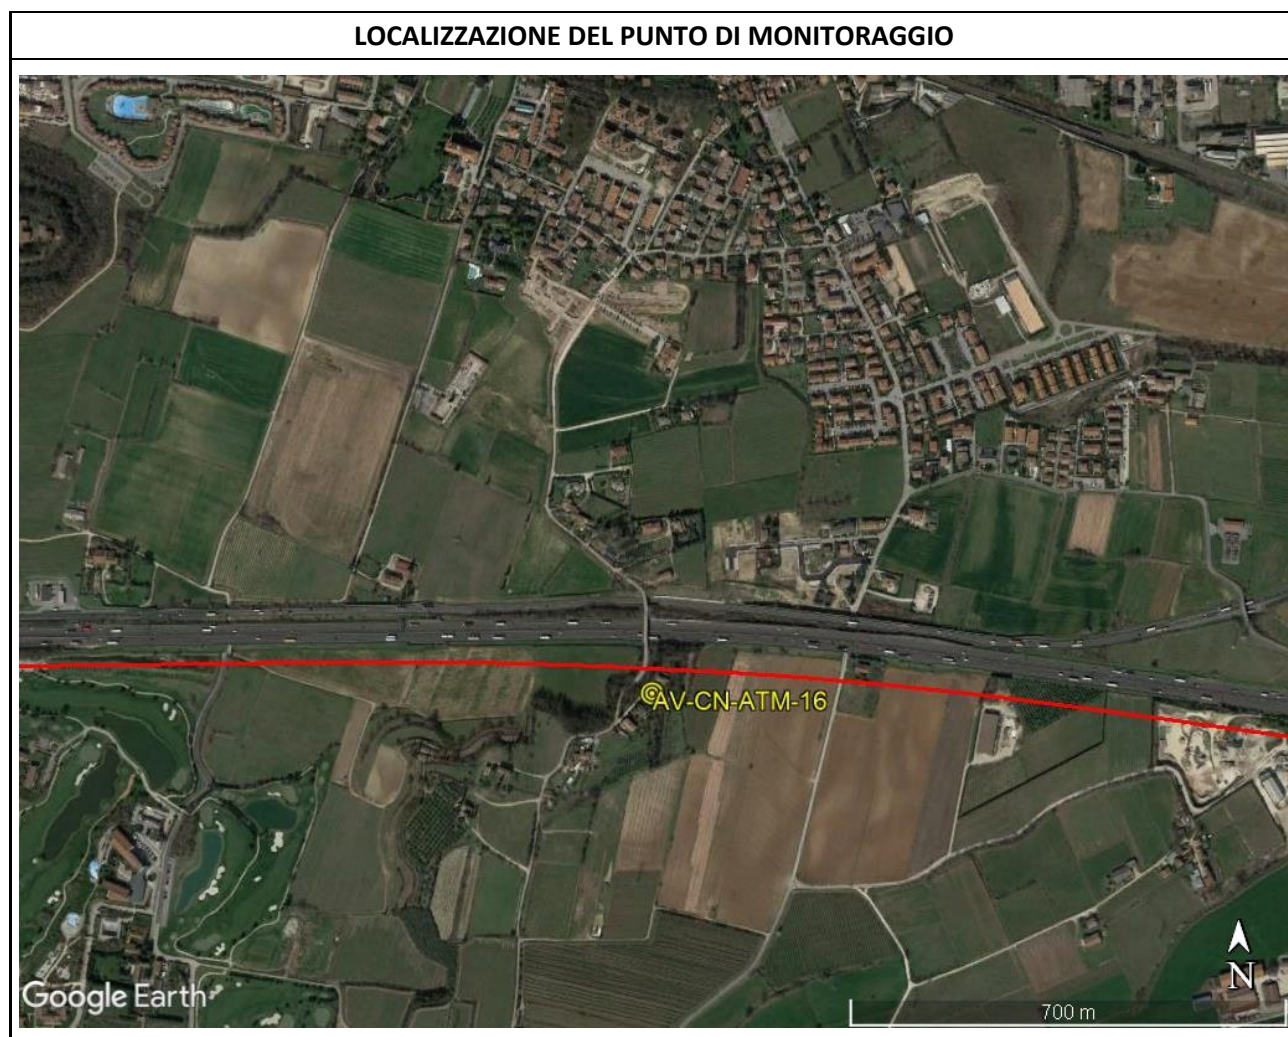 LOCALIZZAZIONE DEL PUNTO DI MONITORAGGIO
AV-CN-ATM-16
N
Google Earth
700 m